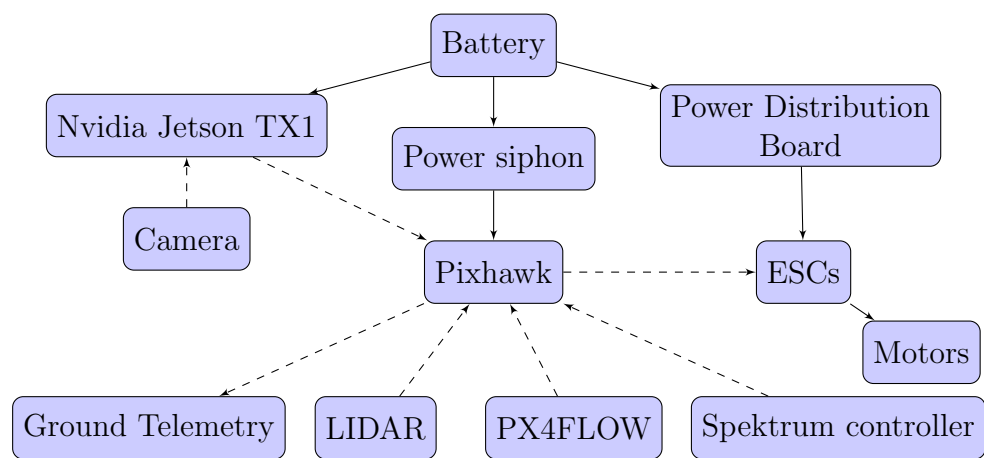 Battery
Nvidia Jetson TX1
Power Distribution
Board
Power siphon
Camera
Pixhawk
ESCs
Motors
Ground Telemetry
LIDAR
PX4FLOW
Spektrum controller